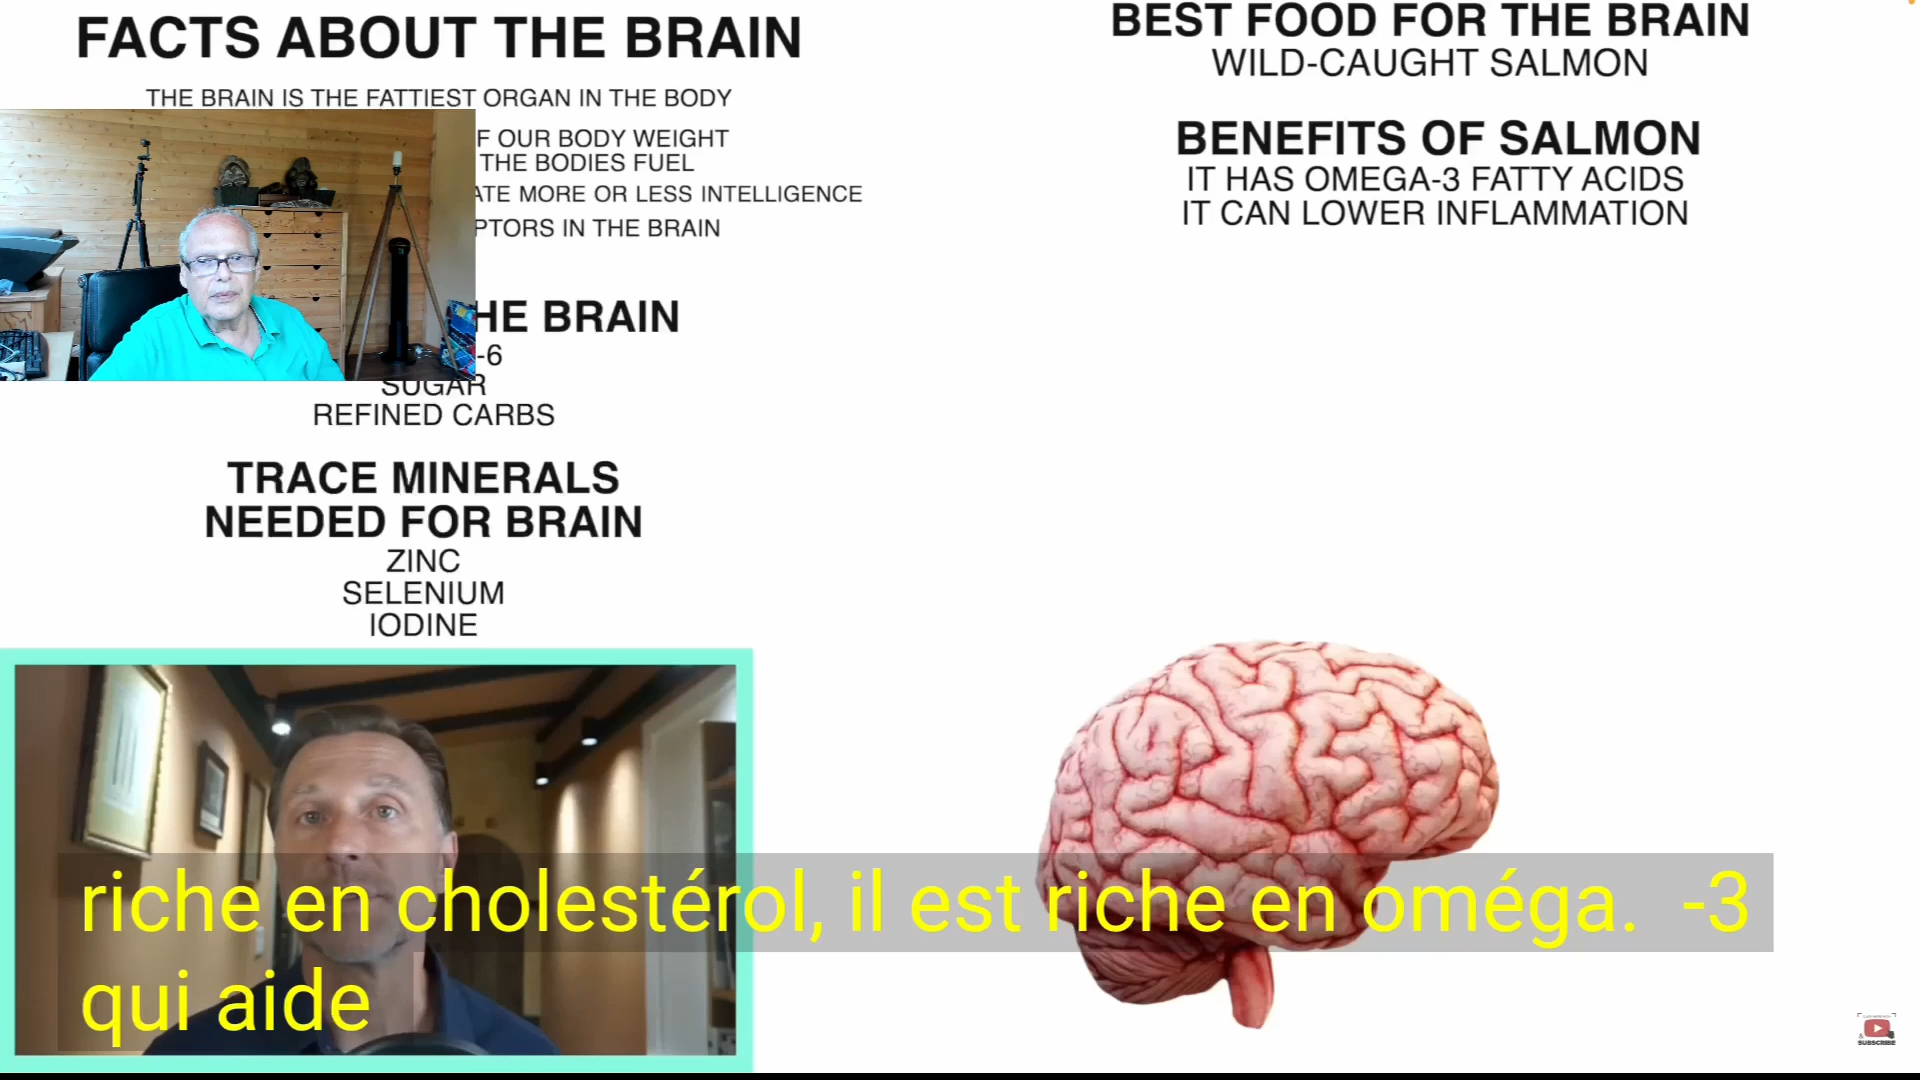 FACTS ABOUT THE BRAIN
THE BRAIN IS THE FATTIEST ORGAN IN THE BODY
F OUR BODY WEIGHT
THE BODIES FUEL
ATE MORE OR LESS INTELLIGENCE
PTORS IN THE BRAIN
HE BRAIN
-6
SUGAR
REFINED CARBS
TRACE MINERALS
NEEDED FOR BRAIN
ZINC
SELENIUM
IODINE
BEST FOOD FOR THE BRAIN
WILD-CAUGHT SALMON
BENEFITS OF SALMON
IT HAS OMEGA-3 FATTY ACIDS
IT CAN LOWER INFLAMMATION
riche en cholestérol, il est riche en oméga. -3
qui aide
SUBSCRIBE